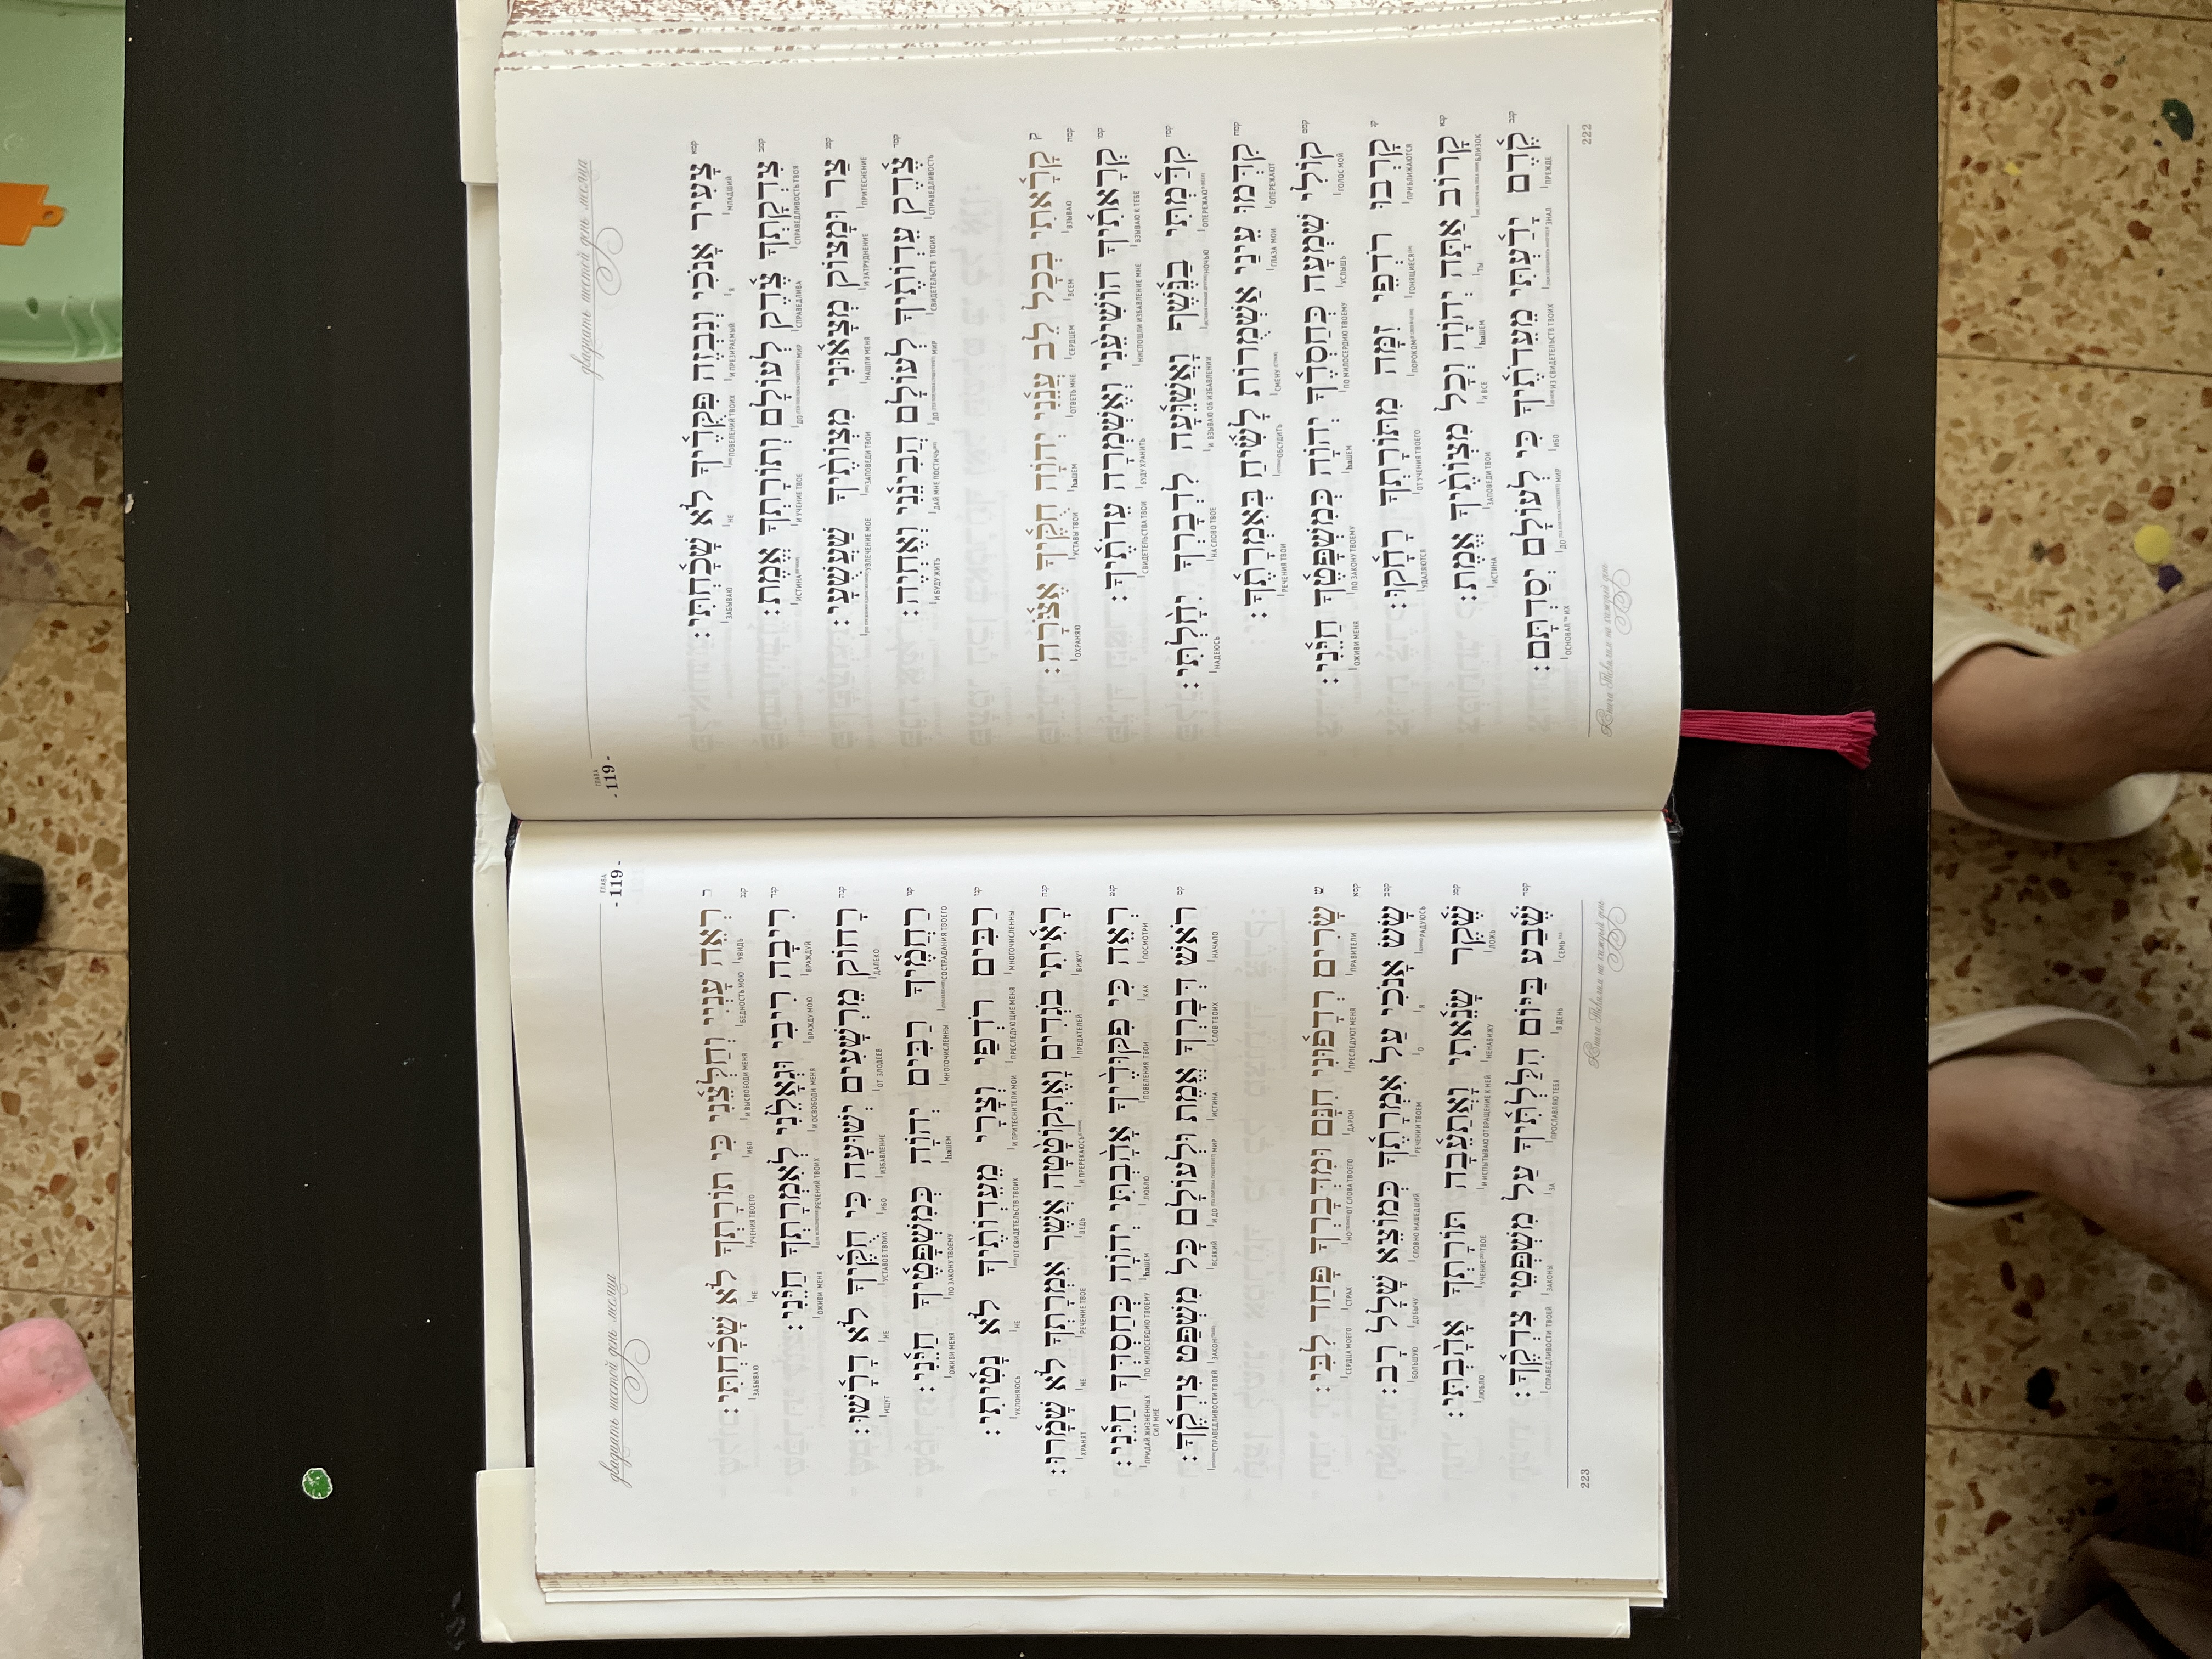 двадцать шестой день месяца
ГЛАВА
- 119 -
קמא צָעִיר אָנֹכִי וְנִבְזֶה פִּקֻּדֶיךָ לֹא שָׁכָחְתִּי:
МЛАДШИЙ Я И ПРЕЗИРАЕМЫЙ ПОВЕЛЕНИЙ ТВОИХ НЕ ЗАБЫВАЮ
קמב צִדְקָתְךָ צֶדֶק לְעוֹלָם וְתוֹרָתְךָ אֱמֶת:
СПРАВЕДЛИВОСТЬ ТВОЯ СПРАВЕДЛИВА ДО МИР И УЧЕНИЕ ТВОЕ ИСТИНА
קמג צַר וּמָצוֹק מְצָאוּנִי מִצְוֹתֶיךָ שַׁעֲשֻׁעָי:
ПРИТЕСНЕНИЕ И ЗАТРУДНЕНИЕ НАШЛИ МЕНЯ ЗАПОВЕДИ ТВОИ УВЛЕЧЕНИЕ МОЕ
קמד צֶדֶק עֵדְוֹתֶיךָ לְעוֹלָם הֲבִינֵנִי וְאֶחְיֶה:
СПРАВЕДЛИВОСТЬ СВИДЕТЕЛЬСТВ ТВОИХ ДО МИР ДАЙ МНЕ ПОСТИЧЬ И БУДУ ЖИТЬ
ק קמה קָרָאתִי בְכָל לֵב עֲנֵנִי יְהוָה חֻקֶּיךָ אֶצֹּרָה:
ВЗЫВАЮ ВСЕМ СЕРДЦЕМ ОТВЕТЬ МНЕ haШЕМ УСТАВЫ ТВОИ ОХРАНЯЮ
קמו קְרָאתִיךָ הוֹשִׁיעֵנִי וְאֶשְׁמְרָה עֵדֹתֶיךָ:
ВЗЫВАЮ К ТЕБЕ НИСПОШЛИ ИЗБАВЛЕНИЕ МНЕ БУДУ ХРАНИТЬ СВИДЕТЕЛЬСТВА ТВОИ
קמז קִדַּמְתִּי בַנֶּשֶׁף וָאֲשַׁוֵּעָה לִדְבָרְךָ יִחָלְתִּי:
ОПЕРЕЖАЮ НОЧЬЮ И ВЗЫВАЮ ОБ ИЗБАВЛЕНИИ НА СЛОВО ТВОЕ НАДЕЮСЬ
קמח קִדְּמוּ עֵינַי אַשְׁמֻרוֹת לָשִׂיחַ בְּאִמְרָתֶךָ:
ОПЕРЕЖАЮТ ГЛАЗА МОИ СМЕНУ ОБСУДИТЬ РЕЧЕНИЯ ТВОИ
קמט קוֹלִי שִׁמְעָה כְחַסְדֶּךָ יְהוָה כְּמִשְׁפָּטֶךָ חַיֵּנִי:
ГОЛОС МОЙ УСЛЫШЬ ПО МИЛОСЕРДИЮ ТВОЕМУ haШЕМ ПО ЗАКОНУ ТВОЕМУ ОЖИВИ МЕНЯ
קנ קָרְבוּ רֹדְפֵי זִמָּה מִתּוֹרָתְךָ רָחָקוּ:
ПРИБЛИЖАЮТСЯ ГОНЯЩИЕСЯ ПОРОКОМ ОТ УЧЕНИЯ ТВОЕГО УДАЛЯЮТСЯ
קנא קָרוֹב אַתָּה יְהוָה וְכָל מִצְוֹתֶיךָ אֱמֶת:
БЛИЗОК ТЫ haШЕМ И ВСЕ ЗАПОВЕДИ ТВОИ ИСТИНА
קנב קֶדֶם יָדַעְתִּי מֵעֵדֹתֶיךָ כִּי לְעוֹלָם יְסַדְתָּם:
ПРЕЖДЕ ЗНАЛ ИЗ СВИДЕТЕЛЬСТВ ТВОИХ ИБО ДО МИР ОСНОВАЛ ИХ
Книга Теhилим на каждый день
222
двадцать шестой день месяца
ГЛАВА
- 119 -
ר קנג רְאֵה עָנְיִי וְחַלְּצֵנִי כִּי תוֹרָתְךָ לֹא שָׁכָחְתִּי:
УВИДЬ БЕДНОСТЬ МОЮ И ВЫСВОБОДИ МЕНЯ ИБО УЧЕНИЯ ТВОЕГО НЕ ЗАБЫВАЮ
קנד רִיבָה רִיבִי וּגְאָלֵנִי לְאִמְרָתְךָ חַיֵּנִי:
ВРАЖДУЙ ВРАЖДУ МОЮ И ОСВОБОДИ МЕНЯ РЕЧЕНИЙ ТВОИХ ОЖИВИ МЕНЯ
קנה רָחוֹק מֵרְשָׁעִים יְשׁוּעָה כִּי חֻקֶּיךָ לֹא דָרָשׁוּ:
ДАЛЕКО ОТ ЗЛОДЕЕВ ИЗБАВЛЕНИЕ ИБО УСТАВОВ ТВОИХ НЕ ИЩУТ
קנו רַחֲמֶיךָ רַבִּים יְהוָה כְּמִשְׁפָּטֶיךָ חַיֵּנִי:
СОСТРАДАНИЯ ТВОЕГО МНОГОЧИСЛЕННЫ haШЕМ ПО ЗАКОНУ ТВОЕМУ ОЖИВИ МЕНЯ
קנז רַבִּים רֹדְפַי וְצָרָי מֵעֵדְוֹתֶיךָ לֹא נָטִיתִי:
МНОГОЧИСЛЕННЫ ПРЕСЛЕДУЮЩИЕ МЕНЯ И ПРИТЕСНИТЕЛИ МОИ ОТ СВИДЕТЕЛЬСТВ ТВОИХ НЕ УКЛОНЯЮСЬ
קנח רָאִיתִי בֹגְדִים וָאֶתְקוֹטָטָה אֲשֶׁר אִמְרָתְךָ לֹא שָׁמָרוּ:
ВИЖУ ПРЕДАТЕЛЕЙ И ПРЕРЕКАЮСЬ ВЕДЬ РЕЧЕНИЕ ТВОЕ НЕ ХРАНЯТ
קנט רְאֵה כִּי פִקּוּדֶיךָ אָהָבְתִּי יְהוָה כְּחַסְדְּךָ חַיֵּנִי:
ПОСМОТРИ КАК ПОВЕЛЕНИЯ ТВОИ ЛЮБЛЮ haШЕМ ПО МИЛОСЕРДИЮ ТВОЕМУ ПРИДАЙ ЖИЗНЕННЫХ
СИЛ МНЕ
קס רֹאשׁ דְּבָרְךָ אֱמֶת וּלְעוֹלָם כָּל מִשְׁפַּט צִדְקֶךָ:
НАЧАЛО СЛОВ ТВОИХ ИСТИНА И ДО МИР ВСЯКИЙ ЗАКОН СПРАВЕДЛИВОСТИ ТВОЕЙ
ש קסא שָׂרִים רְדָפוּנִי חִנָּם וּמִדְּבָרְךָ פָּחַד לִבִּי:
ПРАВИТЕЛИ ПРЕСЛЕДУЮТ МЕНЯ ДАРОМ НО ОТ СЛОВА ТВОЕГО СТРАХ СЕРДЦА МОЕГО
קסב שָׂשׂ אָנֹכִי עַל אִמְרָתֶךָ כְּמוֹצֵא שָׁלָל רָב:
РАДУЮСЬ Я О РЕЧЕНИИ ТВОЕМ СЛОВНО НАШЕДШИЙ ДОБЫЧУ БОЛЬШУЮ
קסג שֶׁקֶר שָׂנֵאתִי וָאֲתַעֵבָה תּוֹרָתְךָ אָהָבְתִּי:
ЛОЖЬ НЕНАВИЖУ И ИСПЫТЫВАЮ ОТВРАЩЕНИЕ К НЕЙ УЧЕНИЕ ТВОЕ ЛЮБЛЮ
קסד שֶׁבַע בַּיּוֹם הִלַּלְתִּיךָ עַל מִשְׁפְּטֵי צִדְקֶךָ:
СЕМЬ РАЗ В ДЕНЬ ПРОСЛАВЛЯЮ ТЕБЯ ЗА ЗАКОНЫ СПРАВЕДЛИВОСТИ ТВОЕЙ
Книга Теhилим на каждый день
223